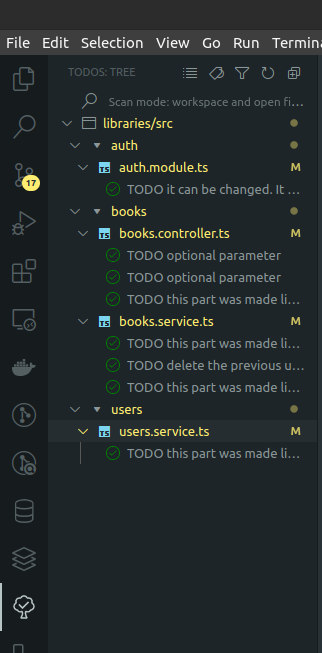 File Edit Selection View Go Run Termina
TODOS: TREE
Scan mode: workspace and open fi...
libraries/src
auth
TS auth.module.ts M
TODO it can be changed. It ...
17
books
TS books.controller.ts M
TODO optional parameter
TODO optional parameter
TODO this part was made li...
TS books.service.ts M
TODO this part was made li...
TODO delete the previous u...
TODO this part was made li...
users
TS users.service.ts M
TODO this part was made li...